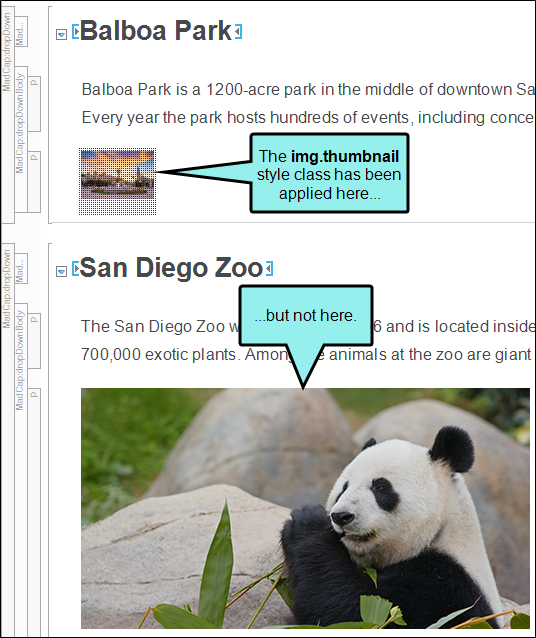 MadCap:dropDown
Mad...
MadCap:dropDownBody
p
p
Balboa Park
Balboa Park is a 1200-acre park in the middle of downtown Sa
Every year the park hosts hundreds of events, including conce
The img.thumbnail
style class has been
applied here...
MadCap:dropDown
Mad...
MadCap:dropDownBody
p
p
San Diego Zoo
...but not here.
The San Diego Zoo w 6 and is located inside
700,000 exotic plants. Amon e animals at the zoo are giant